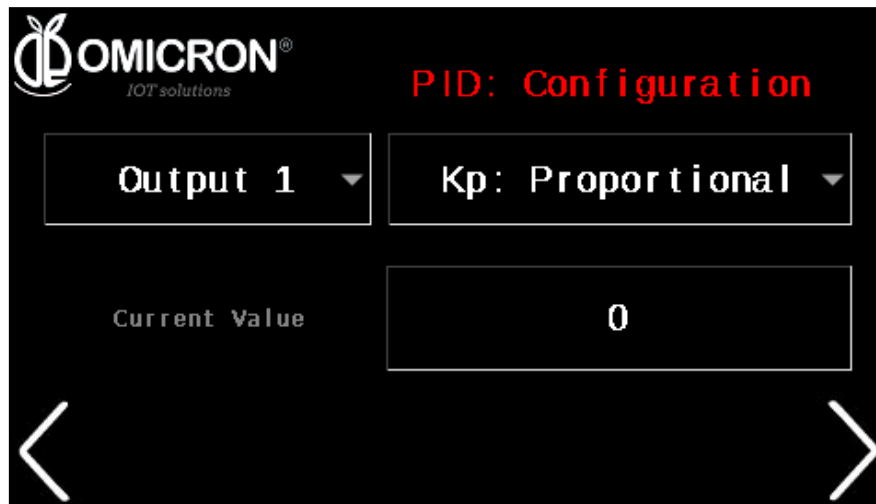 OMICRON®
IOT solutions
PID: Configuration
Output 1
Kp: Proportional
Current Value
0